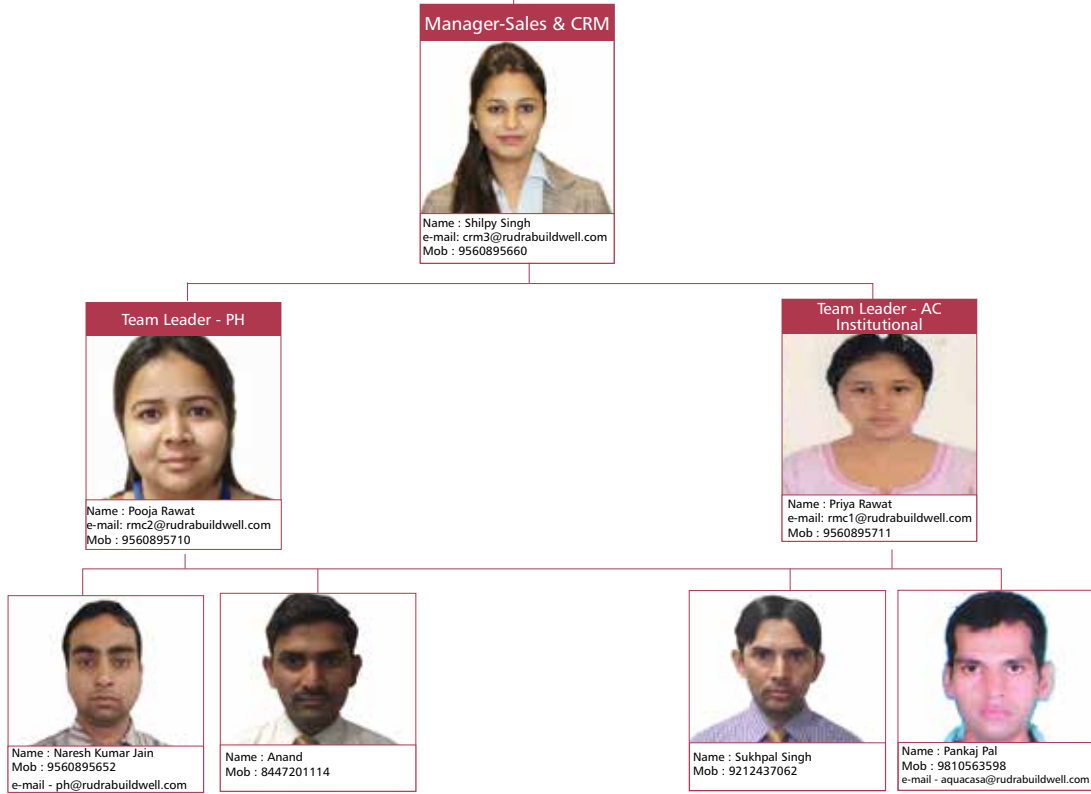 Manager-Sales & CRM
Name : Shilpy Singh
e-mail: crm3@rudrabuildwell.com
Mob : 9560895660
Team Leader - PH
Name : Pooja Rawat
e-mail: rmc2@rudrabuildwell.com
Mob : 9560895710
Team Leader - AC
Institutional
Name : Priya Rawat
e-mail: rmc1@rudrabuildwell.com
Mob : 9560895711
Name : Naresh Kumar Jain
Mob : 9560895652
e-mail - ph@rudrabuildwell.com
Name : Anand
Mob : 8447201114
Name : Sukhpal Singh
Mob : 9212437062
Name : Pankaj Pal
Mob : 9810563598
e-mail - aquacasa@rudrabuildwell.com